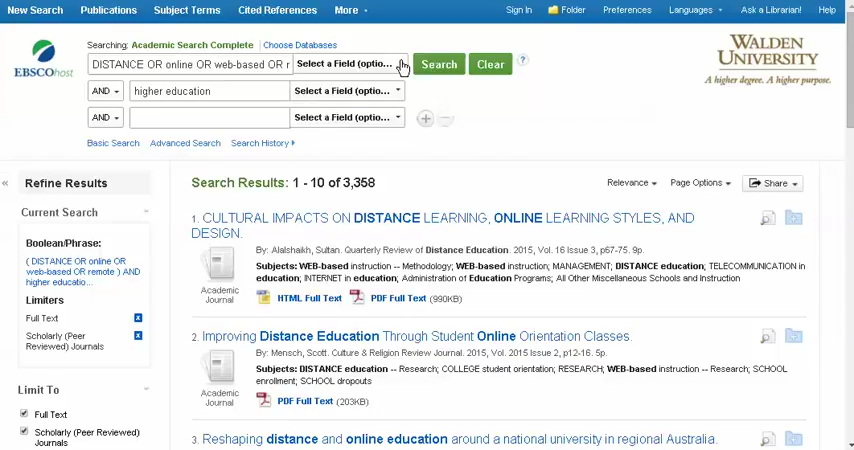 New Search Publications Subject Terms Cited References More Sign In Folder Preferences Languages Ask a Librarian! Help
Searching: Academic Search Complete Choose Databases
DISTANCE OR online OR web-based OR r Select a Field (optio... Search Clear ?
EBSCOhost
WALDEN UNIVERSITY
A higher degree. A higher purpose.
AND higher education Select a Field (optio...
AND Select a Field (optio...
Basic Search Advanced Search Search History
« Refine Results
Current Search
Boolean/Phrase:
( DISTANCE OR online OR
web-based OR remote ) AND
higher educatio...
Limiters
Full Text x
Scholarly (Peer
Reviewed) Journals x
Limit To
Full Text
Scholarly (Peer Reviewed)
Journals
Search Results: 1 - 10 of 3,358 Relevance Page Options Share
1. CULTURAL IMPACTS ON DISTANCE LEARNING, ONLINE LEARNING STYLES, AND
DESIGN.
By: Alalshaikh, Sultan. Quarterly Review of Distance Education. 2015, Vol. 16 Issue 3, p67-75. 9p.
Subjects: WEB-based instruction -- Methodology; WEB-based instruction; MANAGEMENT; DISTANCE education; TELECOMMUNICATION in
education; INTERNET in education; Administration of Education Programs; All Other Miscellaneous Schools and Instruction
Academic
Journal
HTML Full Text PDF Full Text (990KB)
2. Improving Distance Education Through Student Online Orientation Classes.
By: Mensch, Scott. Culture & Religion Review Journal. 2015, Vol. 2015 Issue 2, p12-16. 5p.
Subjects: DISTANCE education -- Research; COLLEGE student orientation; RESEARCH; WEB-based instruction -- Research; SCHOOL
enrollment; SCHOOL dropouts
Academic
Journal
PDF Full Text (203KB)
3. Reshaping distance and online education around a national university in regional Australia.